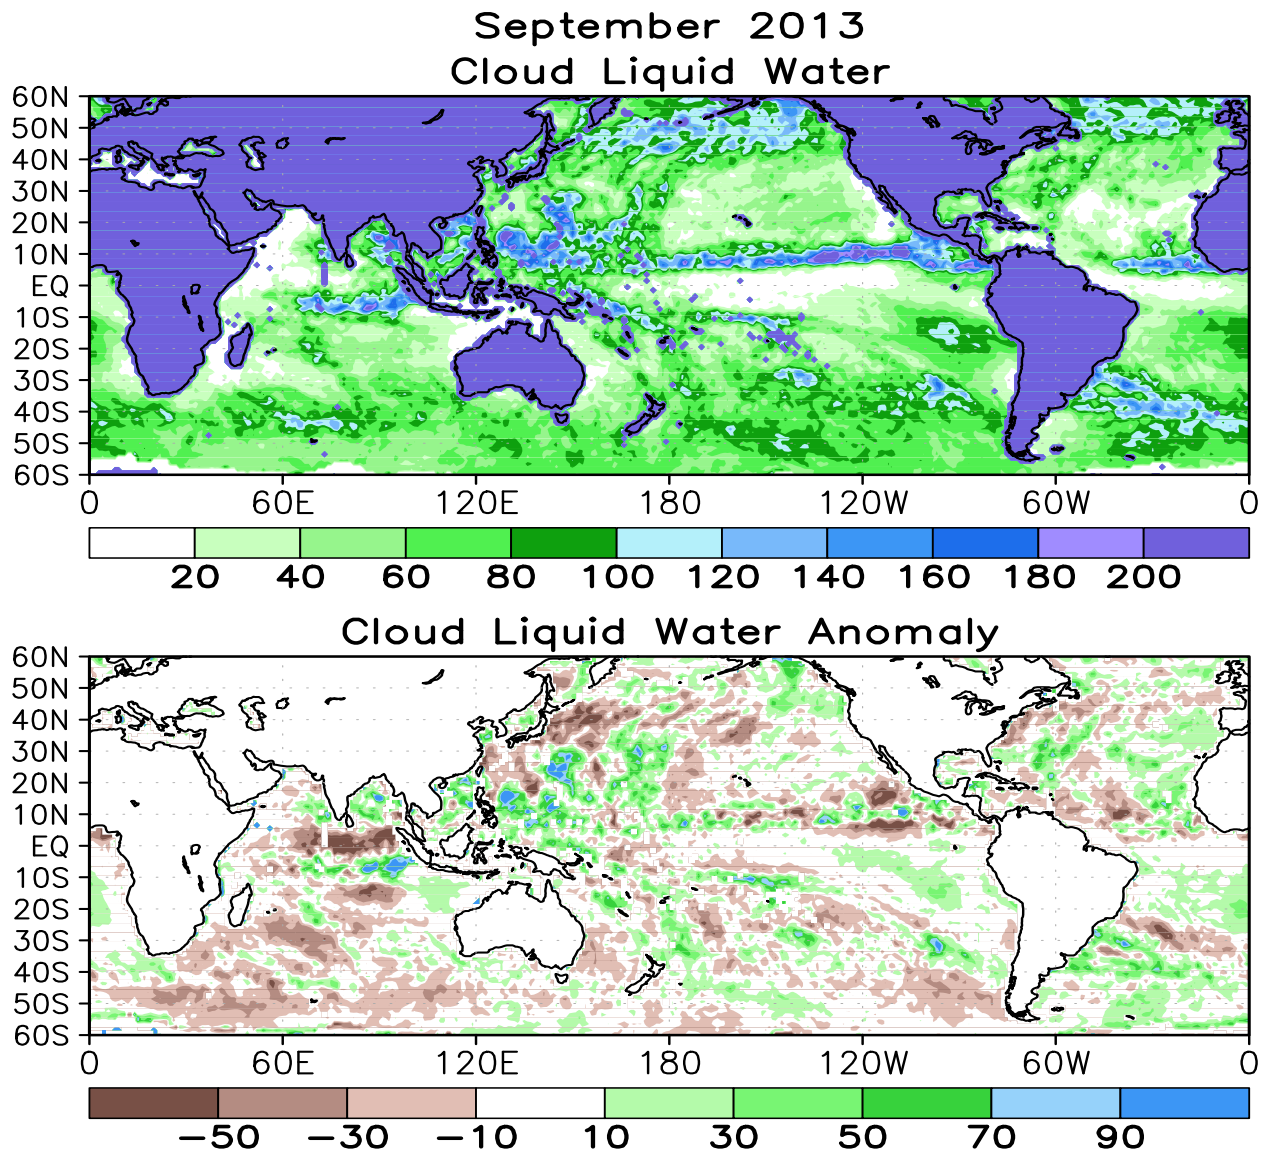 September 2013
Cloud Liquid Water
60N
50N
40N
30N
20N
10N
EQ
10S
20S
30S
40S
50S
60S
0 60E 120E 180 120W 60W 0
20 40 60 80 100 120 140 160 180 200
Cloud Liquid Water Anomaly
60N
50N
40N
30N
20N
10N
EQ
10S
20S
30S
40S
50S
60S
0 60E 120E 180 120W 60W 0
−50 −30 −10 10 30 50 70 90